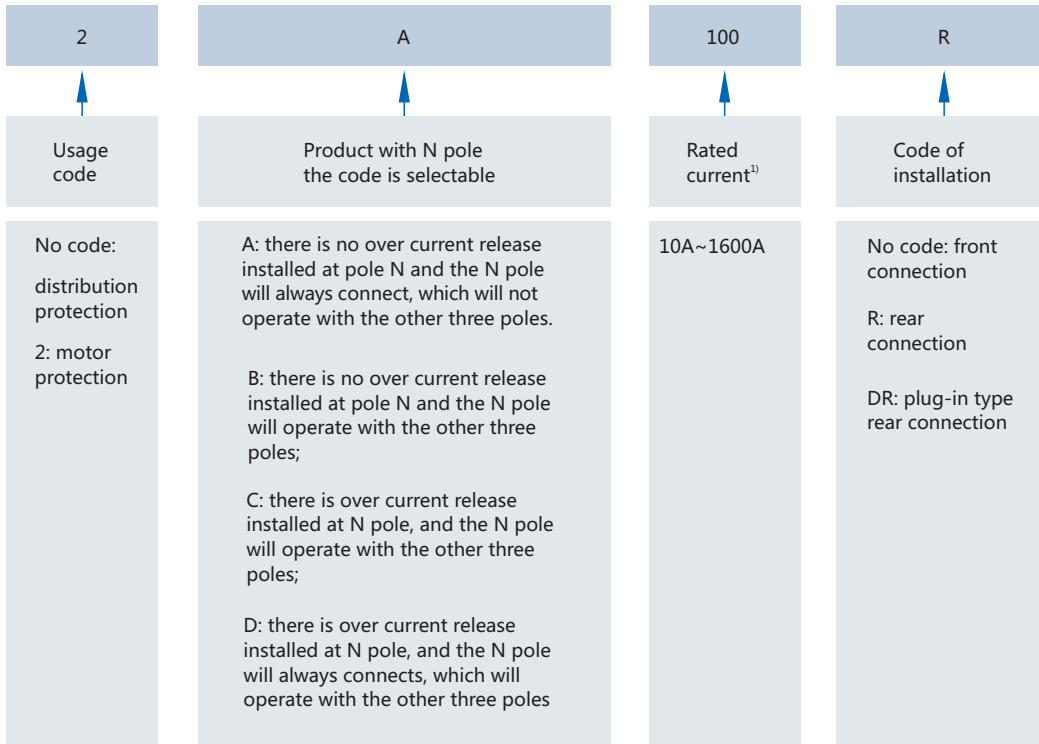 2
A
100
R
Usage
code
Product with N pole
the code is selectable
Rated
current1)
Code of
installation
No code:
distribution
protection
2: motor
protection
A: there is no over current release
installed at pole N and the N pole
will always connect, which will not
operate with the other three poles.
B: there is no over current release
installed at pole N and the N pole
will operate with the other three
poles;
C: there is over current release
installed at N pole, and the N pole
will operate with the other three
poles;
D: there is over current release
installed at N pole, and the N pole
will always connects, which will
operate with the other three poles
10A~1600A
No code: front
connection
R: rear
connection
DR: plug-in type
rear connection